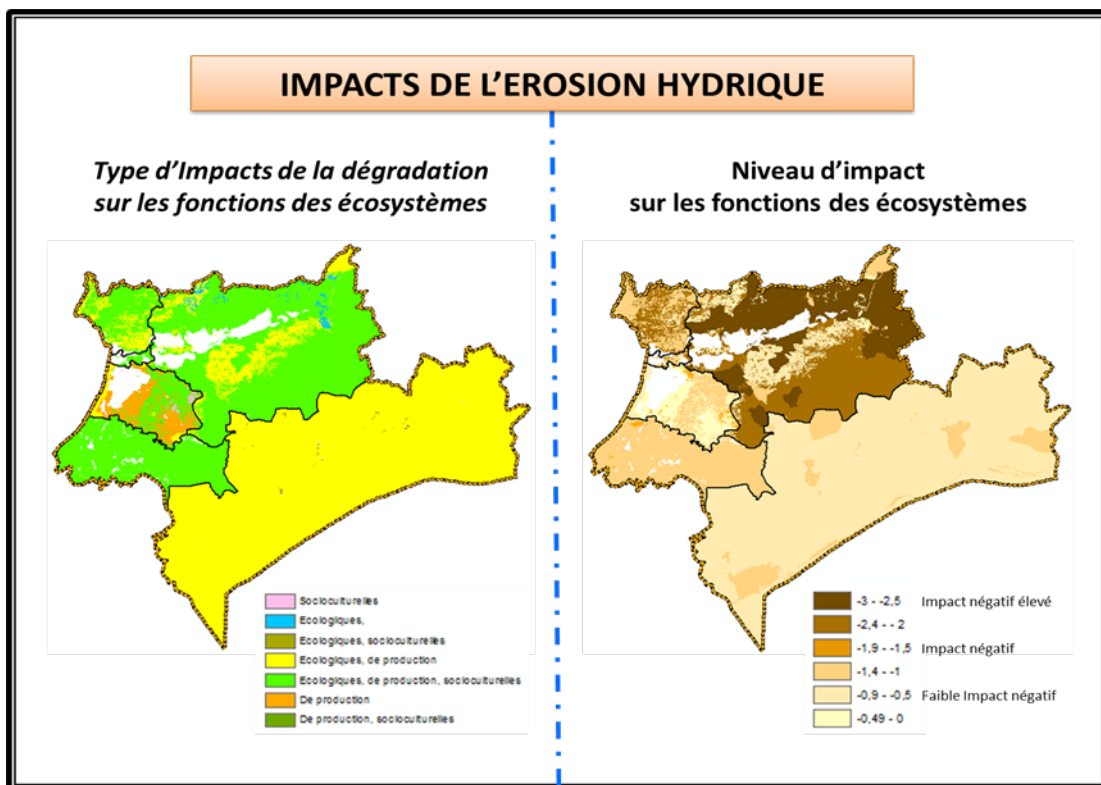 IMPACTS DE L'EROSION HYDRIQUE
Type d'Impacts de la dégradation
sur les fonctions des écosystèmes
Socioculturelles
Ecologiques,
Ecologiques, socioculturelles
Ecologiques, de production
Ecologiques, de production, socioculturelles
De production
De production, socioculturelles
Niveau d'impact
sur les fonctions des écosystèmes
-3 - -2,5 Impact négatif élevé
-2,4 - -2
-1,9 - -1,5 Impact négatif
-1,4 - -1
-0,9 - -0,5 Faible Impact négatif
-0,49 - 0